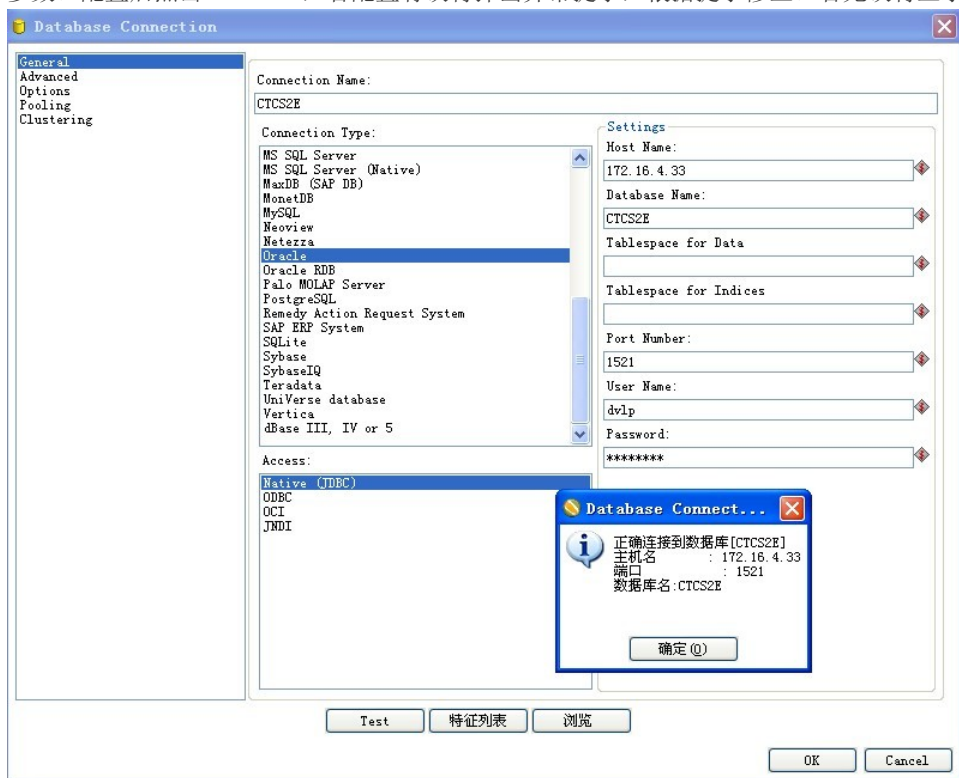 Database Connection
General
Advanced
Options
Pooling
Clustering
Connection Name:
CTCS2E
Connection Type:
MS SQL Server
MS SQL Server (Native)
MaxDB (SAP DB)
MonetDB
MySQL
Neoview
Netezza
Oracle
Oracle RDB
Palo MOLAP Server
PostgreSQL
Remedy Action Request System
SAP ERP System
SQLite
Sybase
SybaseIQ
Teradata
UniVerse database
Vertica
dBase III, IV or 5
Access:
Native (JDBC)
ODBC
OCI
JNDI
Settings
Host Name:
172.16.4.33
Database Name:
CTCS2E
Tablespace for Data
Tablespace for Indices
Port Number:
1521
User Name:
dvlp
Password:
********
Database Connect...
正确连接到数据库[CTCS2E]
主机名 : 172.16.4.33
端口 : 1521
数据库名:CTCS2E
确定(O)
Test
特征列表
浏览
OK
Cancel